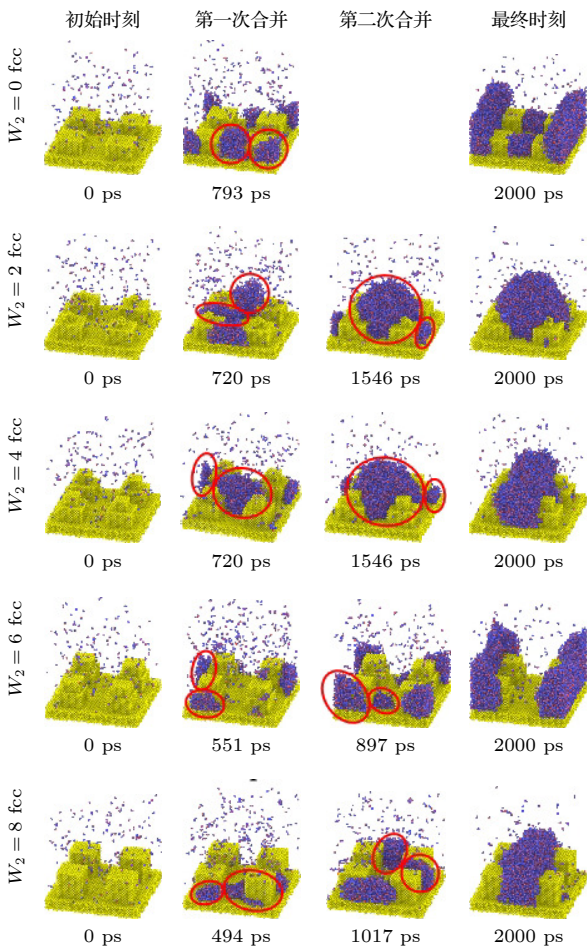 初始时刻 第一次合并 第二次合并 最终时刻
W₂ = 0 fcc
0 ps 793 ps 2000 ps
W₂ = 2 fcc
0 ps 720 ps 1546 ps 2000 ps
W₂ = 4 fcc
0 ps 720 ps 1546 ps 2000 ps
W₂ = 6 fcc
0 ps 551 ps 897 ps 2000 ps
W₂ = 8 fcc
0 ps 494 ps 1017 ps 2000 ps